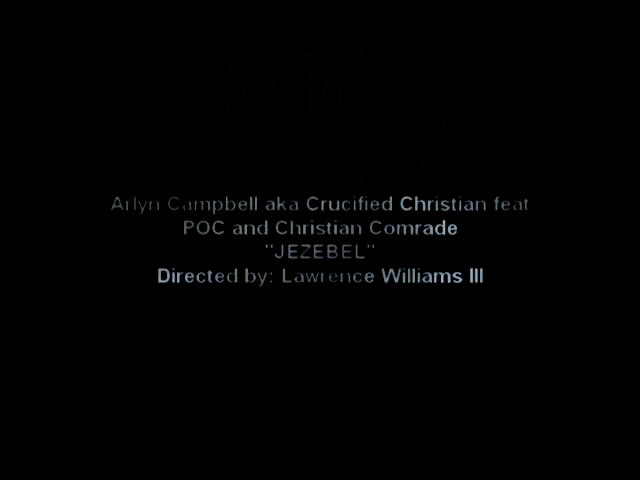 Arlyn Campbell aka Crucified Christian feat
POC and Christian Comrade
"JEZEBEL"
Directed by: Lawrence Williams III